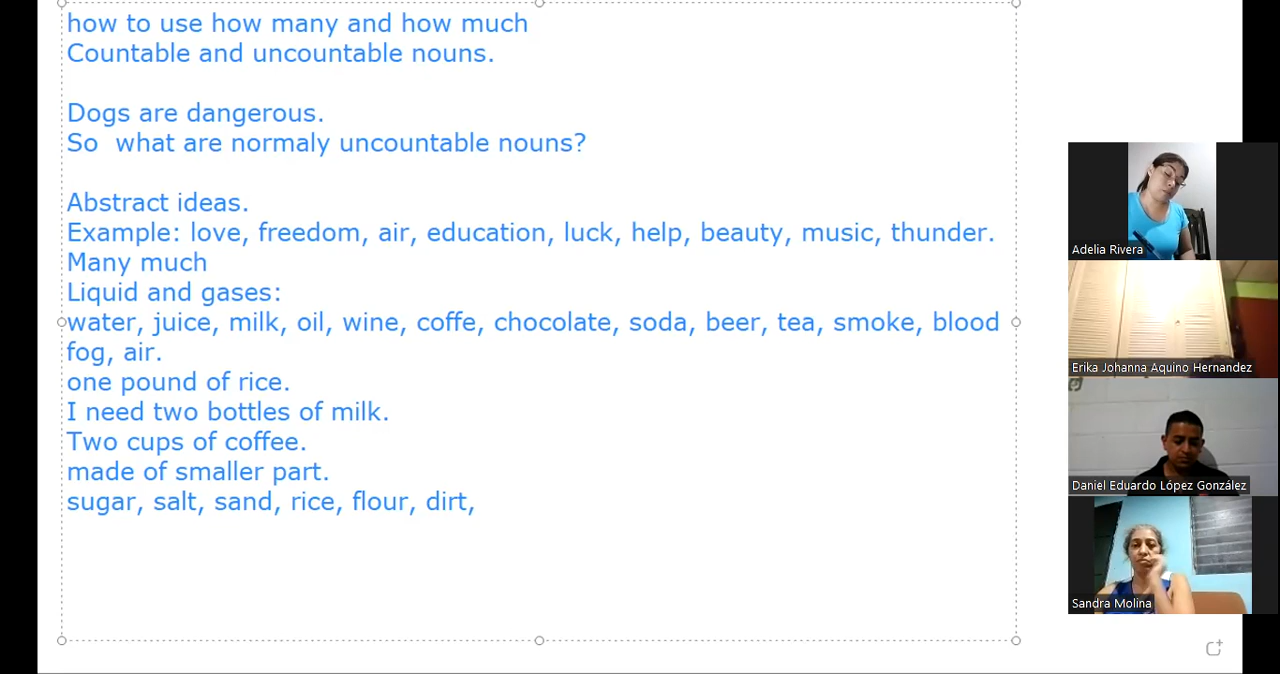 how to use how many and how much
Countable and uncountable nouns.
Dogs are dangerous.
So  what are normaly uncountable nouns?
Abstract ideas.
Example: love, freedom, air, education, luck, help, beauty, music, thunder.
Many much
Liquid and gases:
water, juice, milk, oil, wine, coffe, chocolate, soda, beer, tea, smoke, blood
fog, air.
one pound of rice.
I need two bottles of milk.
Two cups of coffee.
made of smaller part.
sugar, salt, sand, rice, flour, dirt,
Adelia Rivera
Erika Johanna Aquino Hernandez
Daniel Eduardo López González
Sandra Molina